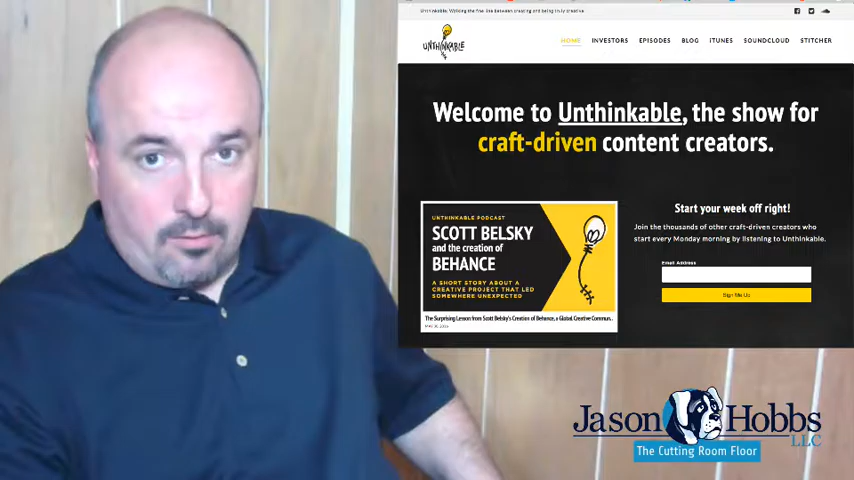 Unthinkable: Walking the fine line between creating and being truly creative
UNTHINKABLE
HOME INVESTORS EPISODES BLOG ITUNES SOUNDCLOUD STITCHER
Welcome to Unthinkable, the show for
craft-driven content creators.
UNTHINKABLE PODCAST
SCOTT BELSKY
and the creation of
BEHANCE
A SHORT STORY ABOUT A
CREATIVE PROJECT THAT LED
SOMEWHERE UNEXPECTED
The Surprising Lesson from Scott Belsky's Creation of Behance, a Global Creative Commun...
Start your week off right!
Join the thousands of other craft-driven creators who
start every Monday morning by listening to Unthinkable.
Email Address
Sign Me Up
Jason Hobbs
LLC
The Cutting Room Floor